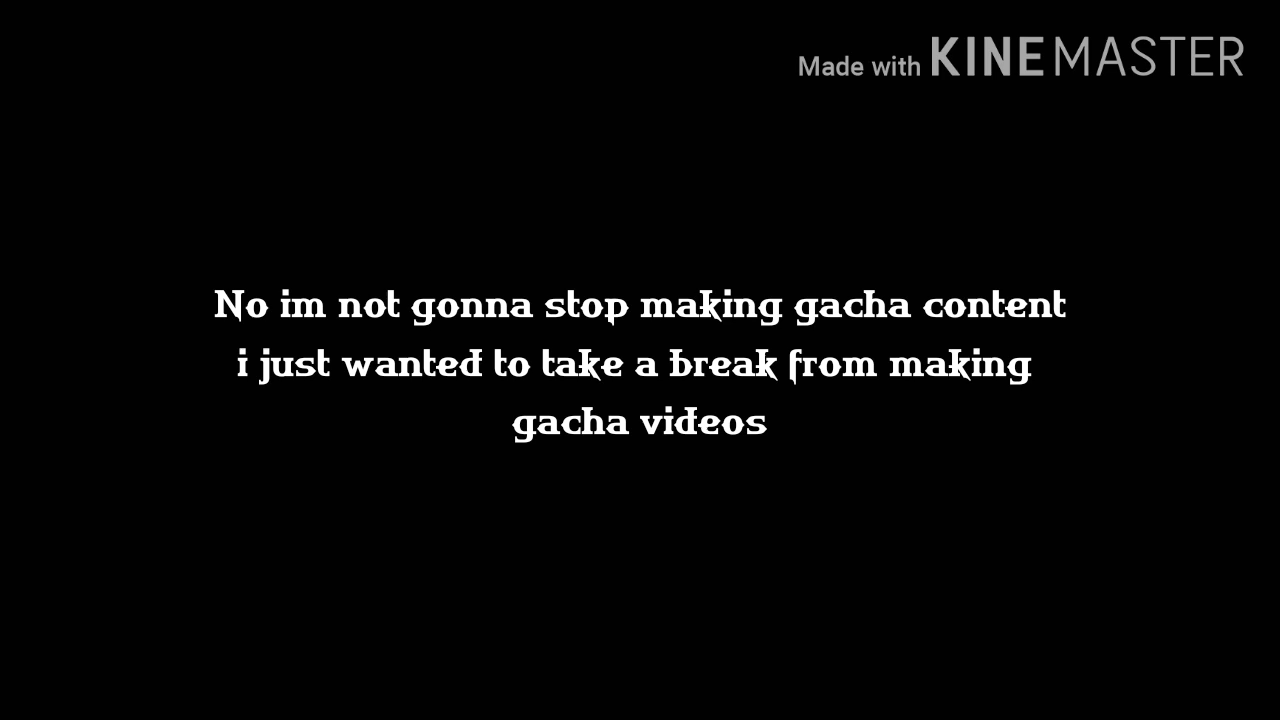 Made with KINEMASTER
No im not gonna stop making gacha content
i just wanted to take a break from making
gacha videos